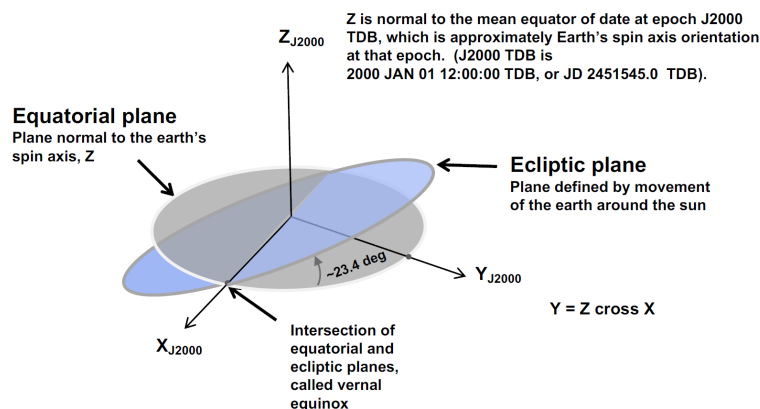 Z is normal to the mean equator of date at epoch J2000
TDB, which is approximately Earth's spin axis orientation
at that epoch.  (J2000 TDB is
2000 JAN 01 12:00:00 TDB, or JD 2451545.0  TDB).
Z_J2000
Equatorial plane
Plane normal to the earth's
spin axis, Z
Ecliptic plane
Plane defined by movement
of the earth around the sun
~23.4 deg
Y_J2000
Y = Z cross X
X_J2000
Intersection of
equatorial and
ecliptic planes,
called vernal
equinox